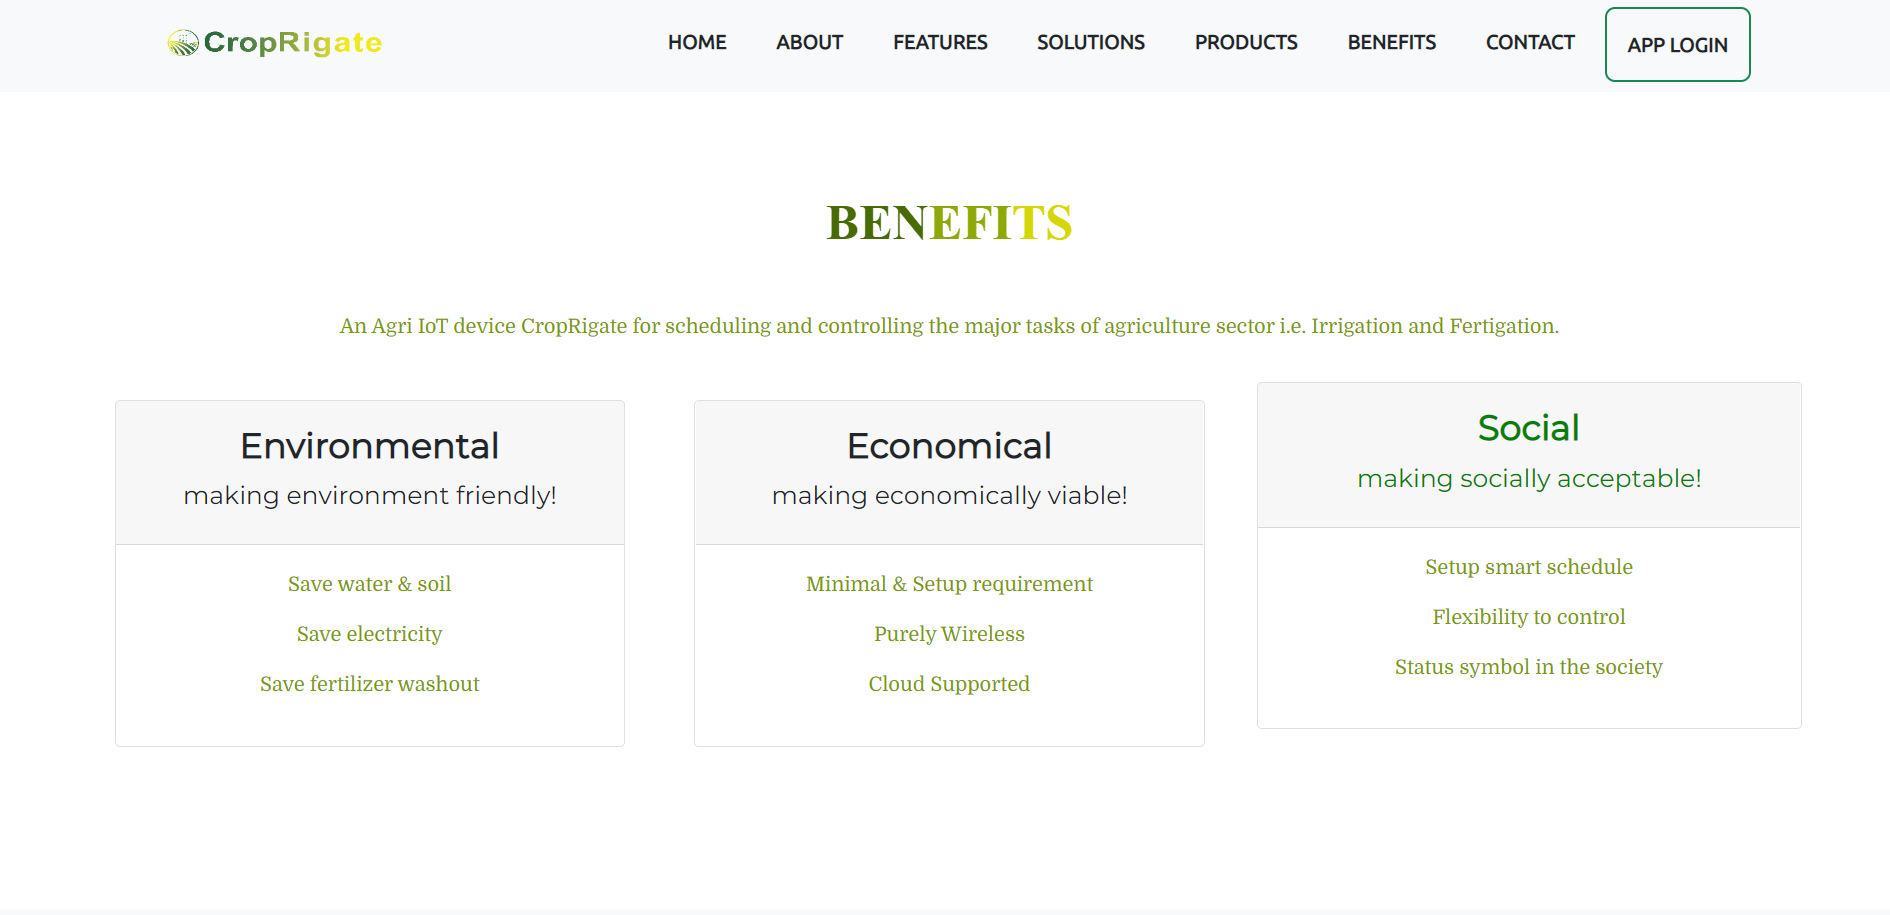 CropRigate
HOME ABOUT FEATURES SOLUTIONS PRODUCTS BENEFITS CONTACT APP LOGIN
BENEFITS
An Agri IoT device CropRigate for scheduling and controlling the major tasks of agriculture sector i.e. Irrigation and Fertigation.
Environmental
making environment friendly!
Save water & soil
Save electricity
Save fertilizer washout
Economical
making economically viable!
Minimal & Setup requirement
Purely Wireless
Cloud Supported
Social
making socially acceptable!
Setup smart schedule
Flexibility to control
Status symbol in the society